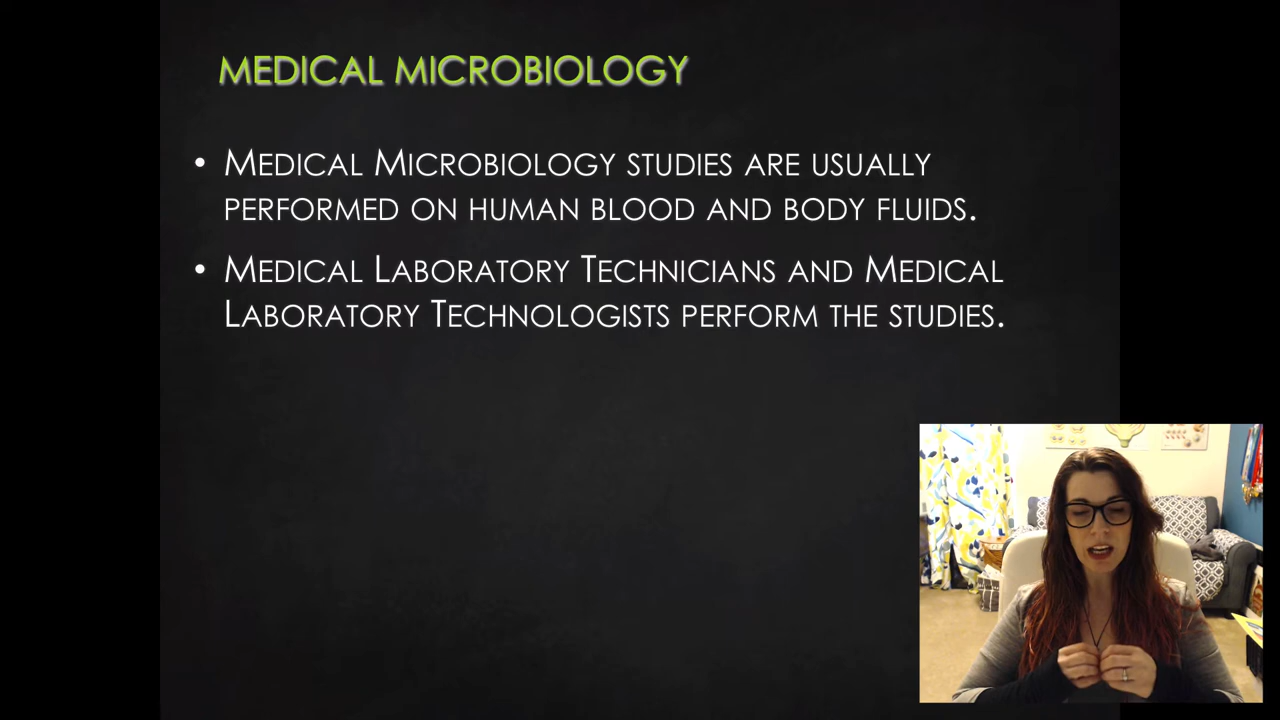 MEDICAL MICROBIOLOGY
• MEDICAL MICROBIOLOGY STUDIES ARE USUALLY
PERFORMED ON HUMAN BLOOD AND BODY FLUIDS.
• MEDICAL LABORATORY TECHNICIANS AND MEDICAL
LABORATORY TECHNOLOGISTS PERFORM THE STUDIES.